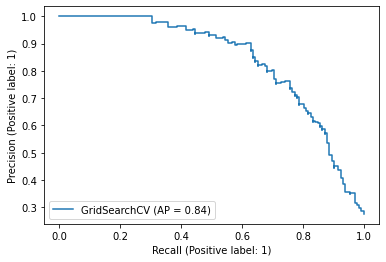 1.0
0.9
0.8
0.7
0.6
0.5
0.4
0.3
Precision (Positive label: 1)
GridSearchCV (AP = 0.84)
0.0 0.2 0.4 0.6 0.8 1.0
Recall (Positive label: 1)